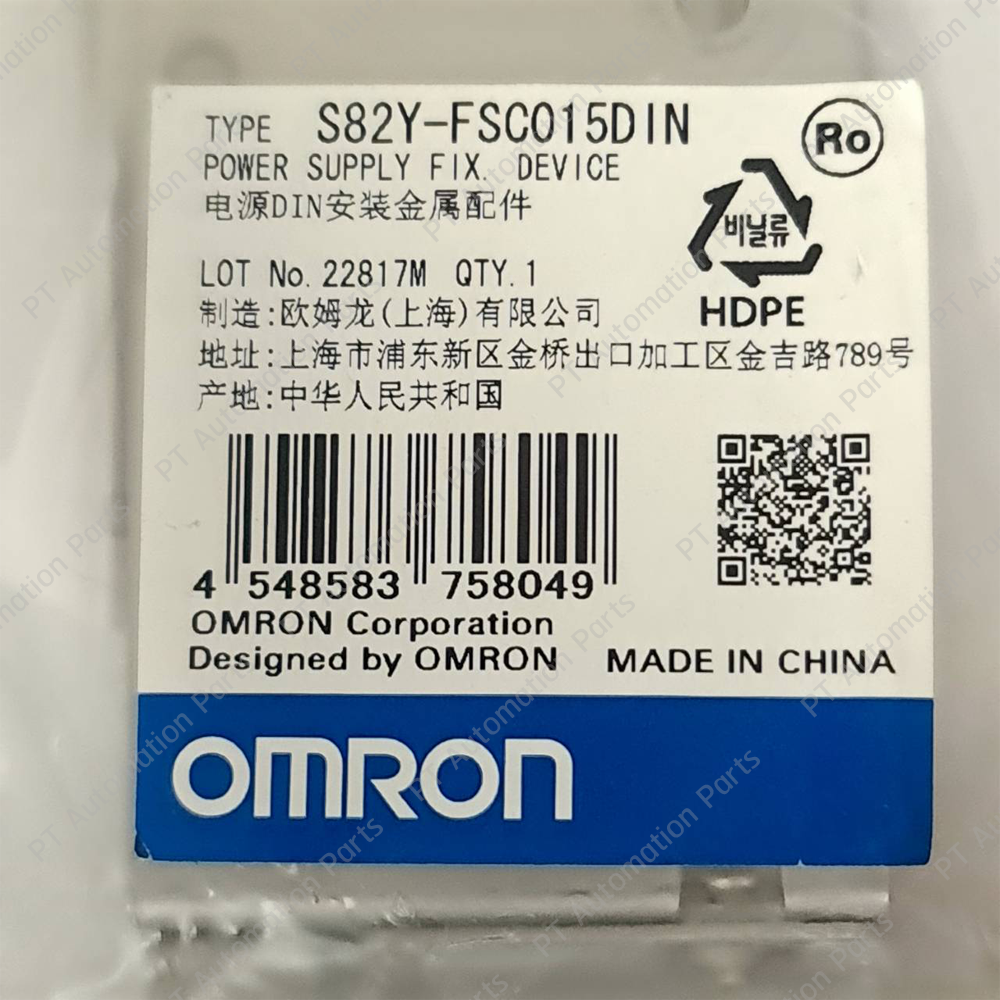 TYPE S82Y-FSC015DIN
Ro
POWER SUPPLY FIX. DEVICE
电源DIN安装金属配件
비닐류
HDPE
LOT No. 22817M QTY. 1
制造:欧姆龙(上海)有限公司
地址:上海市浦东新区金桥出口加工区金吉路789号
产地:中华人民共和国
4 548583 758049
OMRON Corporation
Designed by OMRON MADE IN CHINA
OMRON
PT Automation Parts